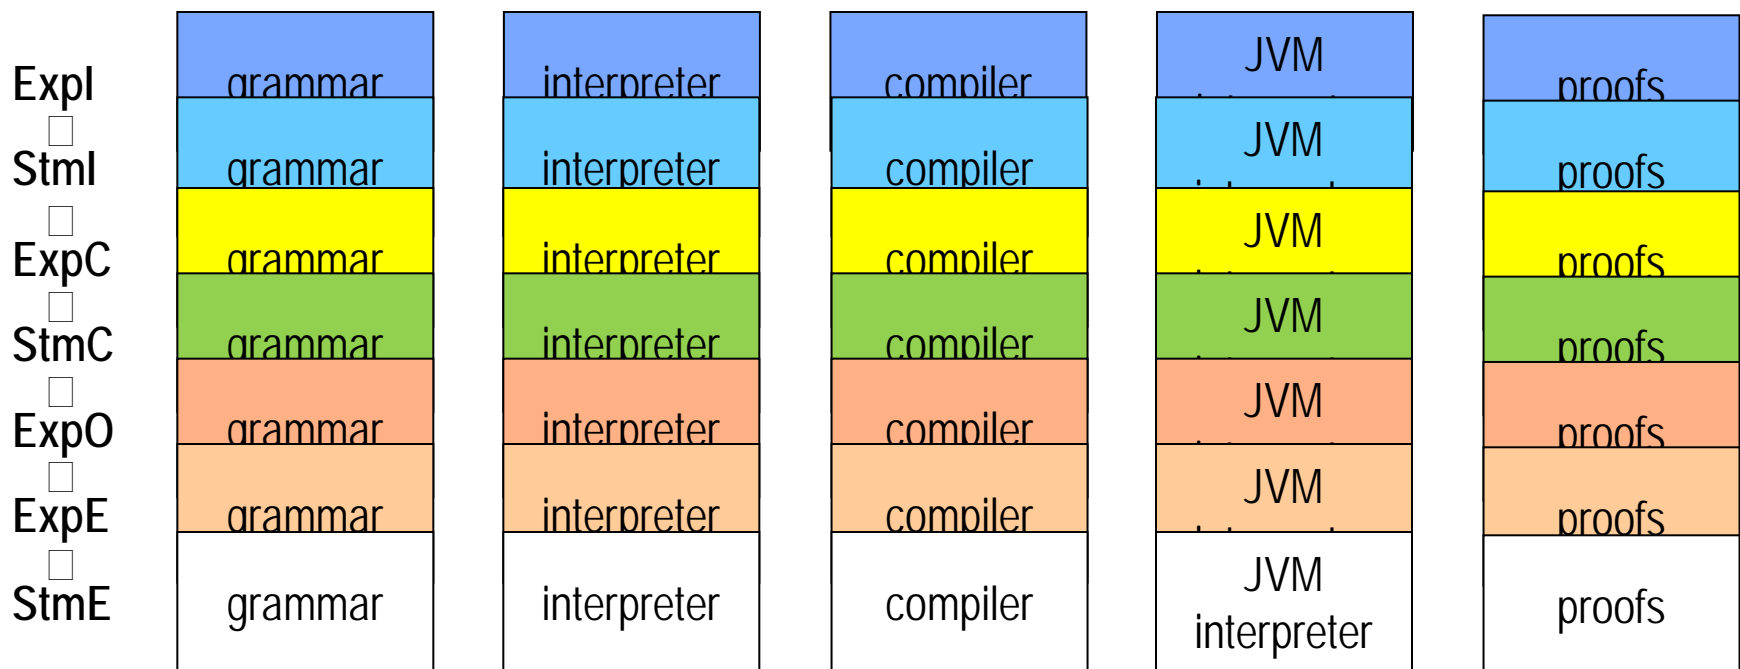 ExpI grammar interpreter compiler JVM proofs
StmI grammar interpreter compiler JVM proofs
ExpC grammar interpreter compiler JVM proofs
StmC grammar interpreter compiler JVM proofs
ExpO grammar interpreter compiler JVM proofs
ExpE grammar interpreter compiler JVM proofs
StmE grammar interpreter compiler JVM interpreter proofs